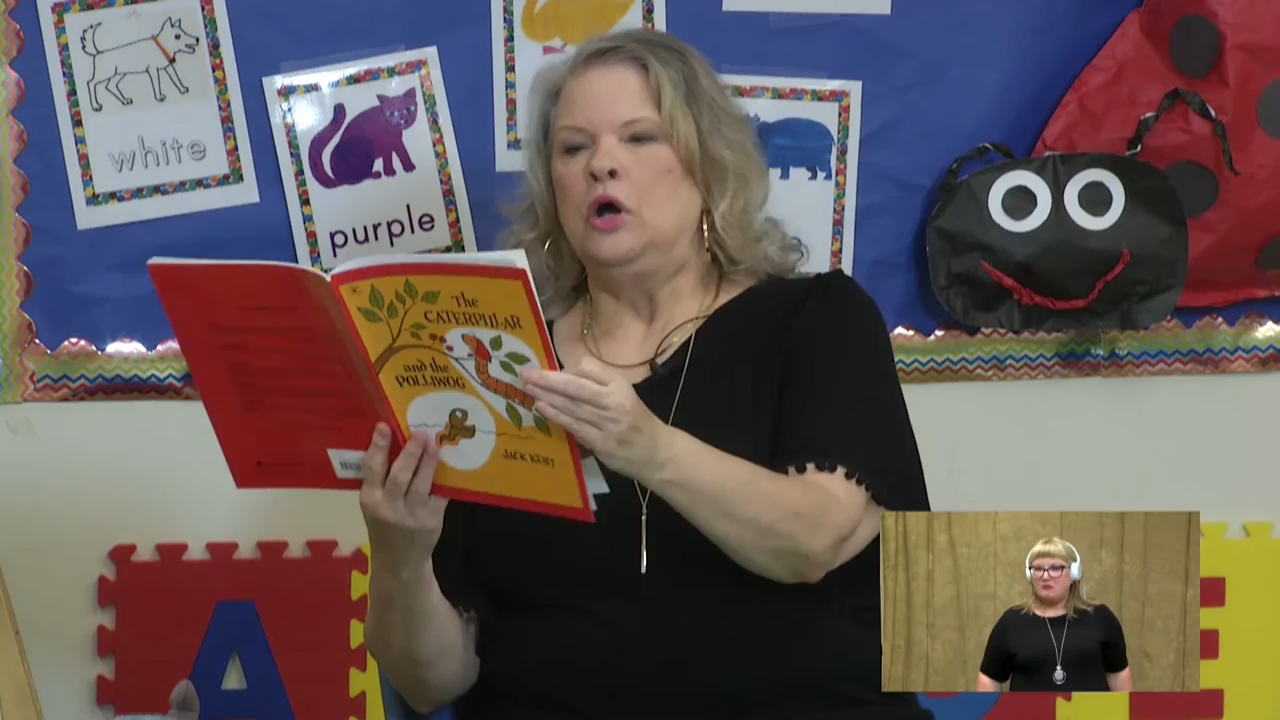 white
purple
The
CATERPILLAR
and the
POLLIWOG
JACK KENT
A
E